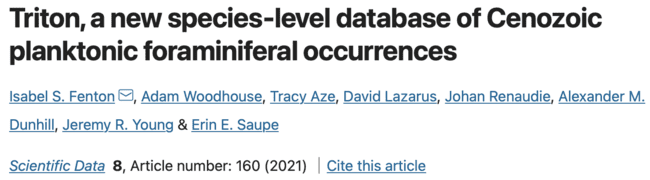 Triton, a new species-level database of Cenozoic
planktonic foraminiferal occurrences
Isabel S. Fenton, Adam Woodhouse, Tracy Aze, David Lazarus, Johan Renaudie, Alexander M.
Dunhill, Jeremy R. Young & Erin E. Saupe
Scientific Data 8, Article number: 160 (2021) | Cite this article